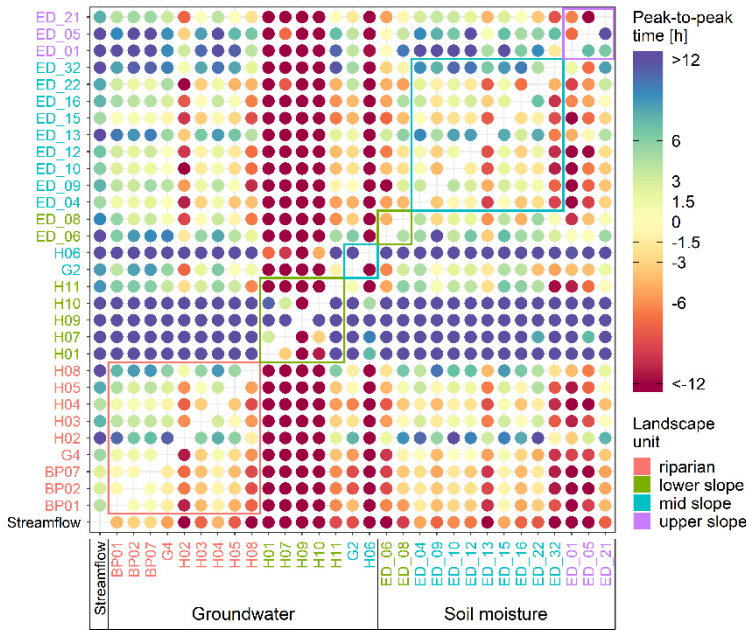 ED_21
ED_05
ED_01
ED_32
ED_22
ED_16
ED_15
ED_13
ED_12
ED_10
ED_09
ED_04
ED_08
ED_06
H06
G2
H11
H10
H09
H07
H01
H08
H05
H04
H03
H02
G4
BP07
BP02
BP01
Streamflow
Streamflow
BP01
BP02
BP07
G4
H02
H03
H04
H05
H08
H01
H07
H09
H10
H11
G2
H06
ED_06
ED_08
ED_04
ED_09
ED_10
ED_12
ED_13
ED_15
ED_16
ED_22
ED_32
ED_01
ED_05
ED_21
Groundwater
Soil moisture
Peak-to-peak
time [h]
>12
6
3
1.5
0
-1.5
-3
-6
<-12
Landscape
unit
riparian
lower slope
mid slope
upper slope